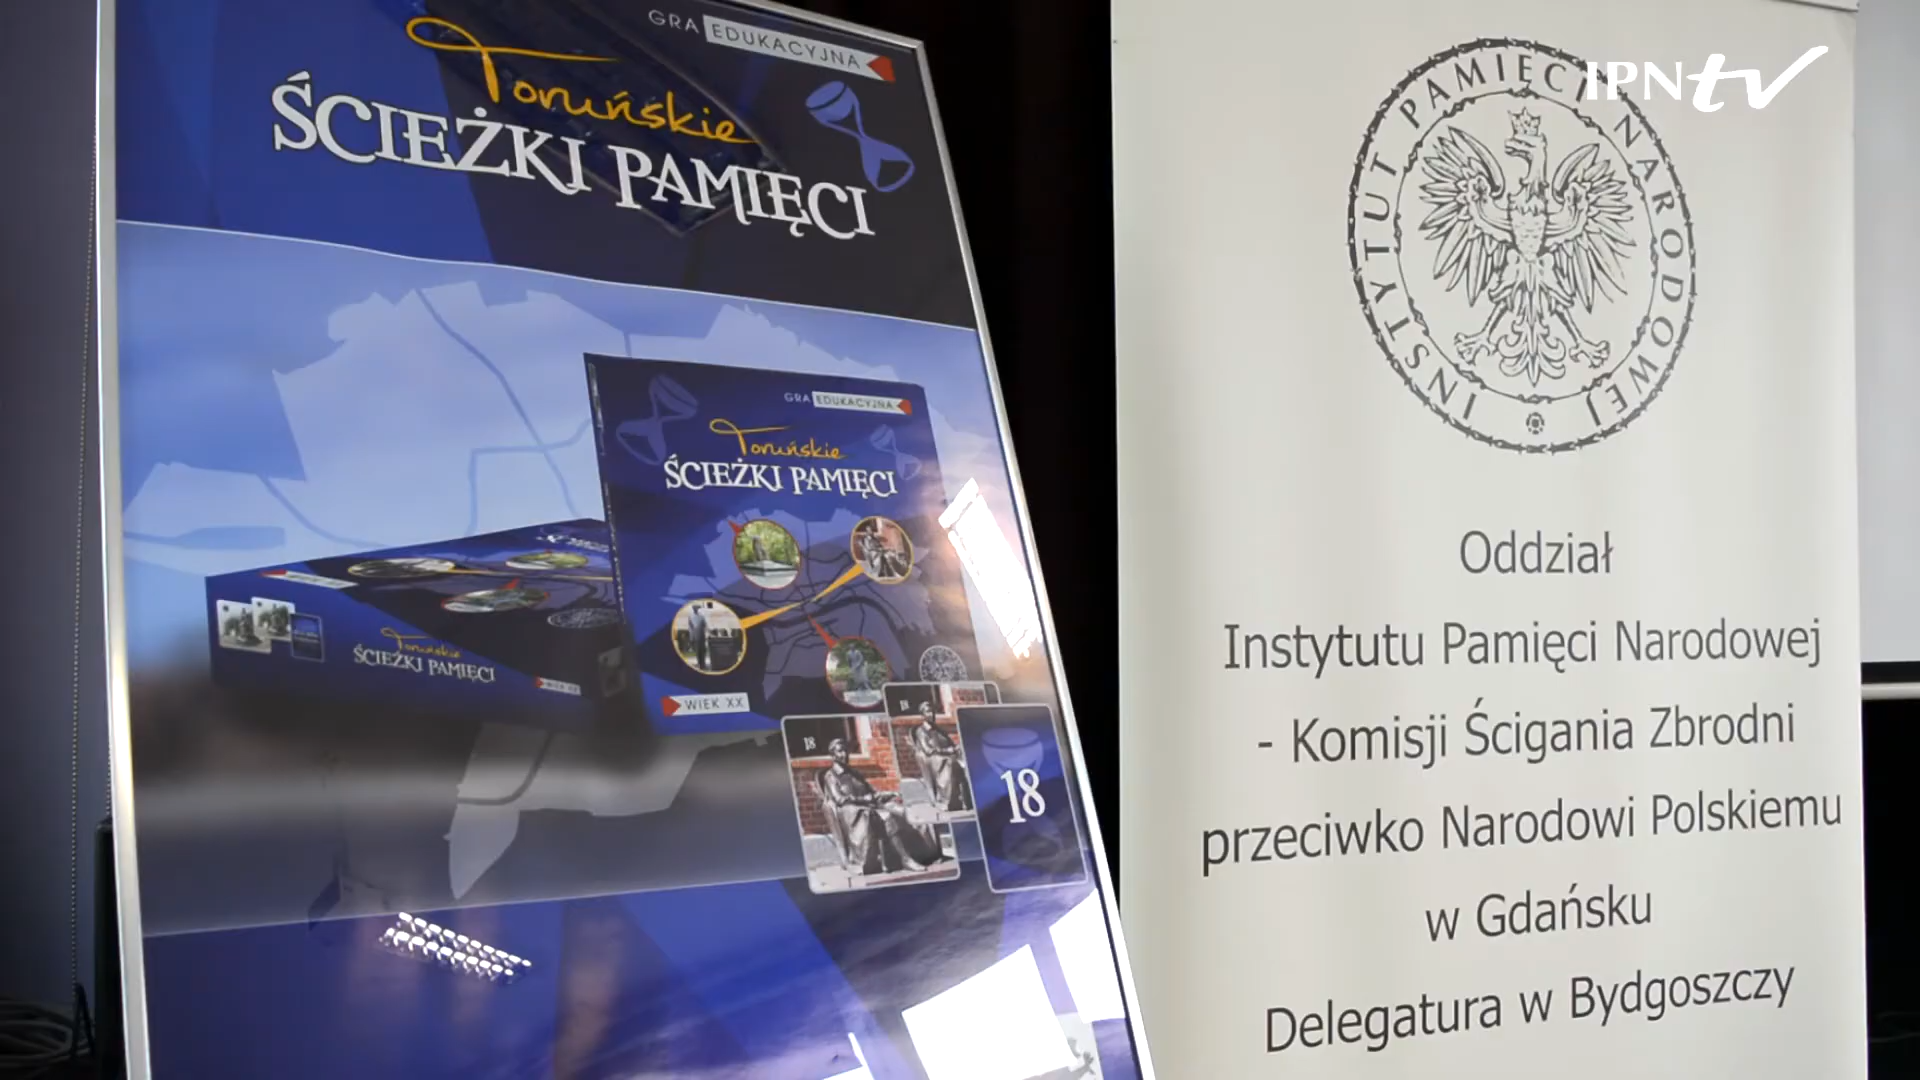 GRA EDUKACYJNA
Toruńskie
ŚCIEŻKI PAMIĘCI
GRA EDUKACYJNA
Toruńskie
ŚCIEŻKI PAMIĘCI
Toruńskie
ŚCIEŻKI PAMIĘCI
WIEK XX
18
18
18
INSTYTUT PAMIĘCI NARODOWEJ
IPNtv
Oddział
Instytutu Pamięci Narodowej
- Komisji Ścigania Zbrodni
przeciwko Narodowi Polskiemu
w Gdańsku
Delegatura w Bydgoszczy